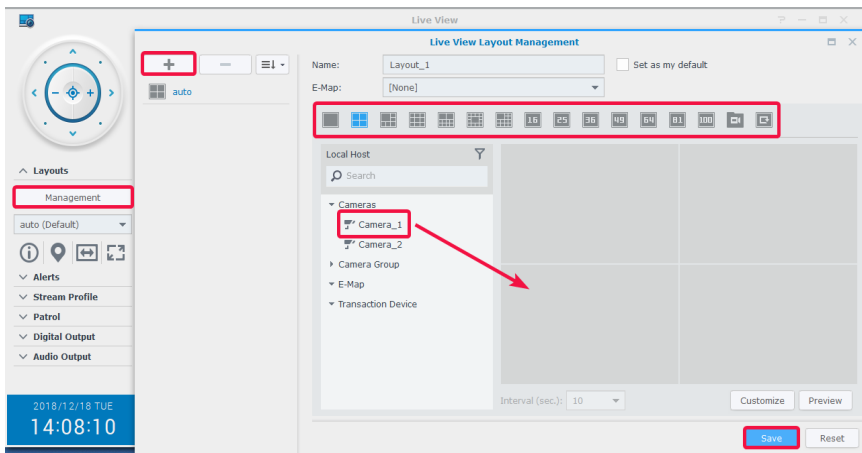 Live View
Live View Layout Management
Name: Layout_1 Set as my default
E-Map: [None]
auto
16 25 36 49 64 81 100
Layouts
Management
auto (Default)
Alerts
Stream Profile
Patrol
Digital Output
Audio Output
2018/12/18 TUE
14:08:10
Local Host
Search
Cameras
Camera_1
Camera_2
Camera Group
E-Map
Transaction Device
Interval (sec.): 10
Customize Preview
Save Reset